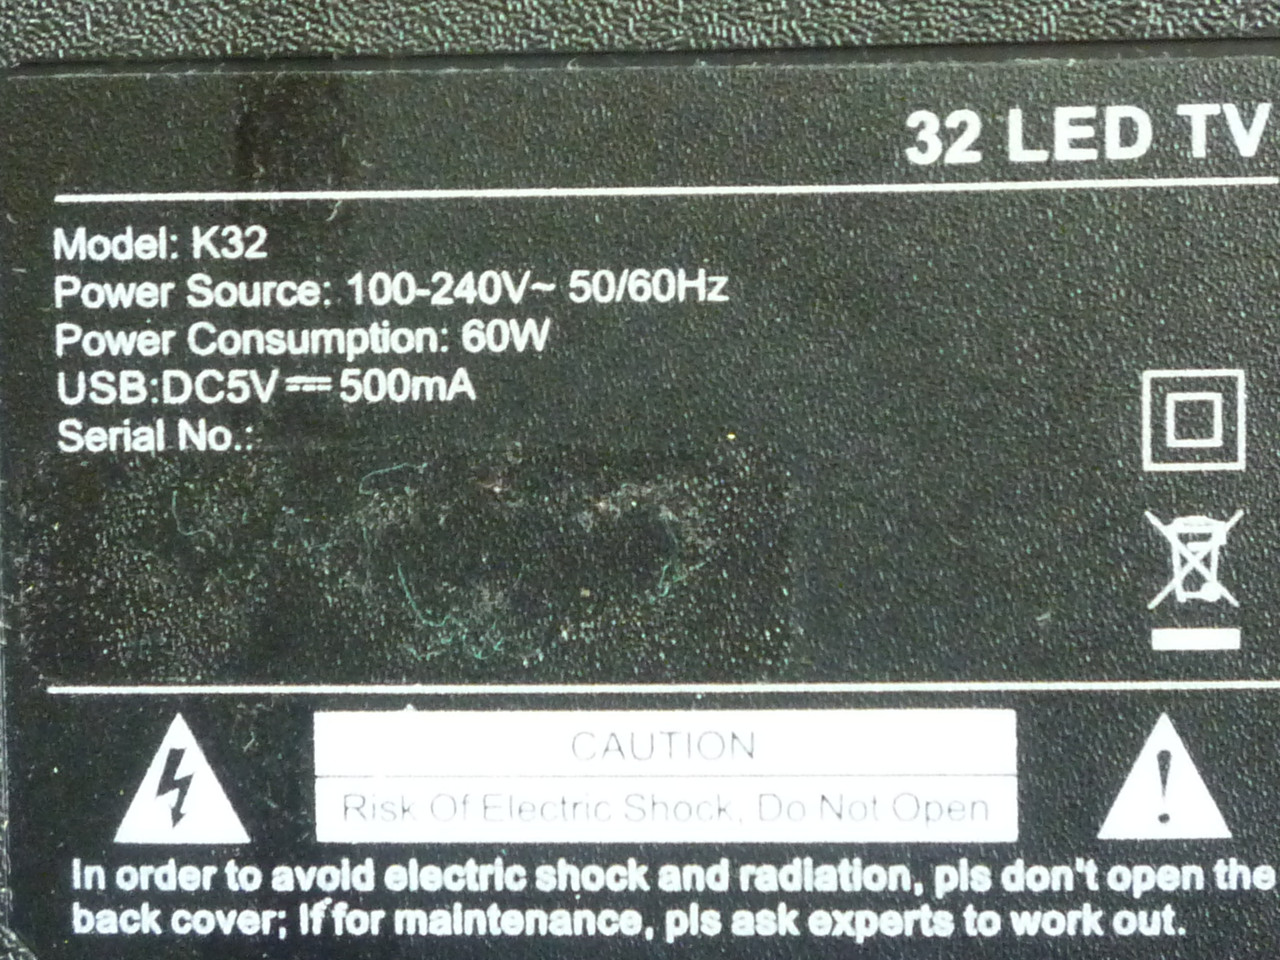 32 LED TV
Model: K32
Power Source: 100-240V~ 50/60Hz
Power Consumption: 60W
USB:DC5V⎓500mA
Serial No.:
CAUTION
Risk Of Electric Shock, Do Not Open
In order to avoid electric shock and radiation, pls don't open the
back cover; If for maintenance, pls ask experts to work out.